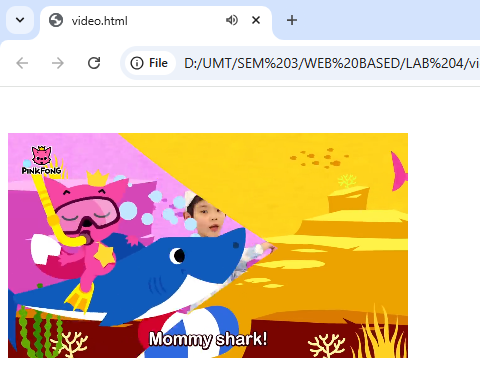 video.html
File
D:/UMT/SEM%203/WEB%20BASED/LAB%204/vi
PINKFONG
Mommy shark!